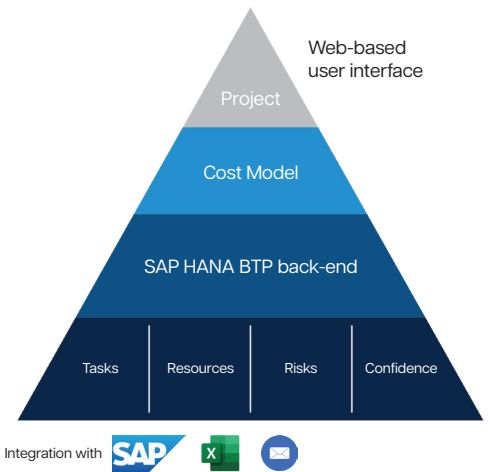 Web-based
user interface
Project
Cost Model
SAP HANA BTP back-end
Tasks Resources Risks Confidence
Integration with SAP X